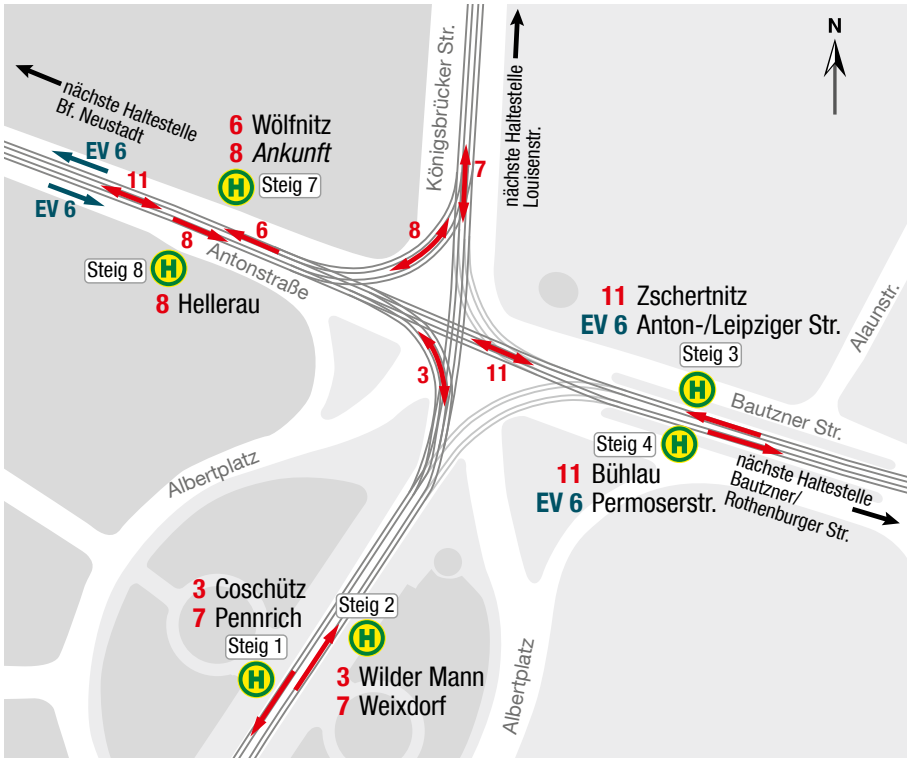 N
nächste Haltestelle
Bf. Neustadt
EV 6
EV 6
11
8
6
6 Wölfnitz
8 Ankunft
H
Steig 7
Steig 8
H
8 Hellerau
Antonstraße
Königsbrücker Str.
8
7
nächste Haltestelle
Louisenstr.
3
11
11 Zschertnitz
EV 6 Anton-/Leipziger Str.
Steig 3
H
Alaunstr.
Bautzner Str.
Steig 4
H
11 Bühlau
EV 6 Permoserstr.
nächste Haltestelle
Bautzner/
Rothenburger Str.
Albertplatz
3 Coschütz
7 Pennrich
Steig 1
H
Steig 2
H
3 Wilder Mann
7 Weixdorf
Albertplatz